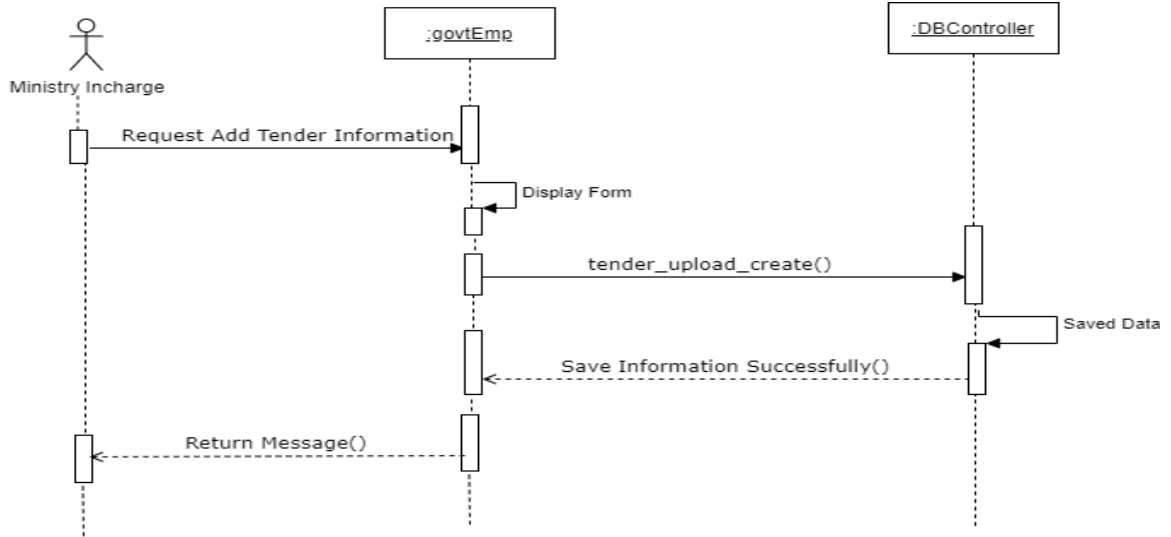 :govtEmp
:DBController
Ministry Incharge
Request Add Tender Information
Display Form
tender_upload_create()
Saved Data
Save Information Successfully()
Return Message()